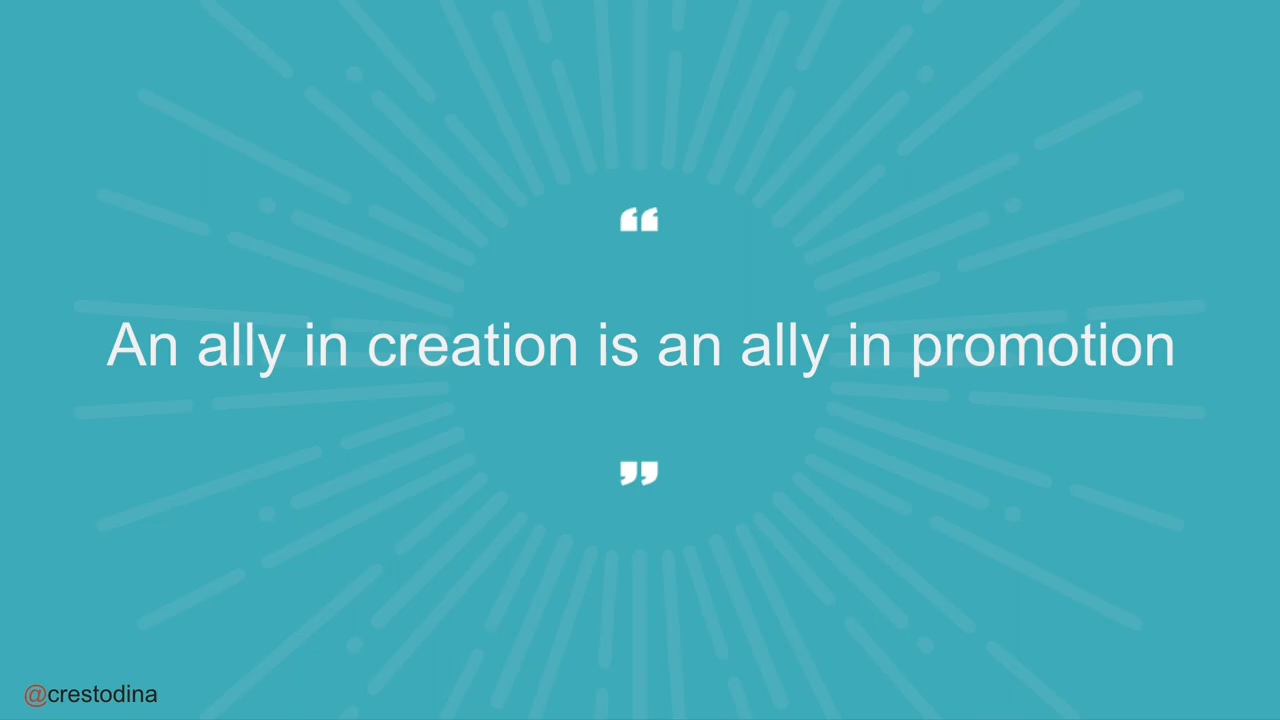 “
An ally in creation is an ally in promotion
”
@crestodina